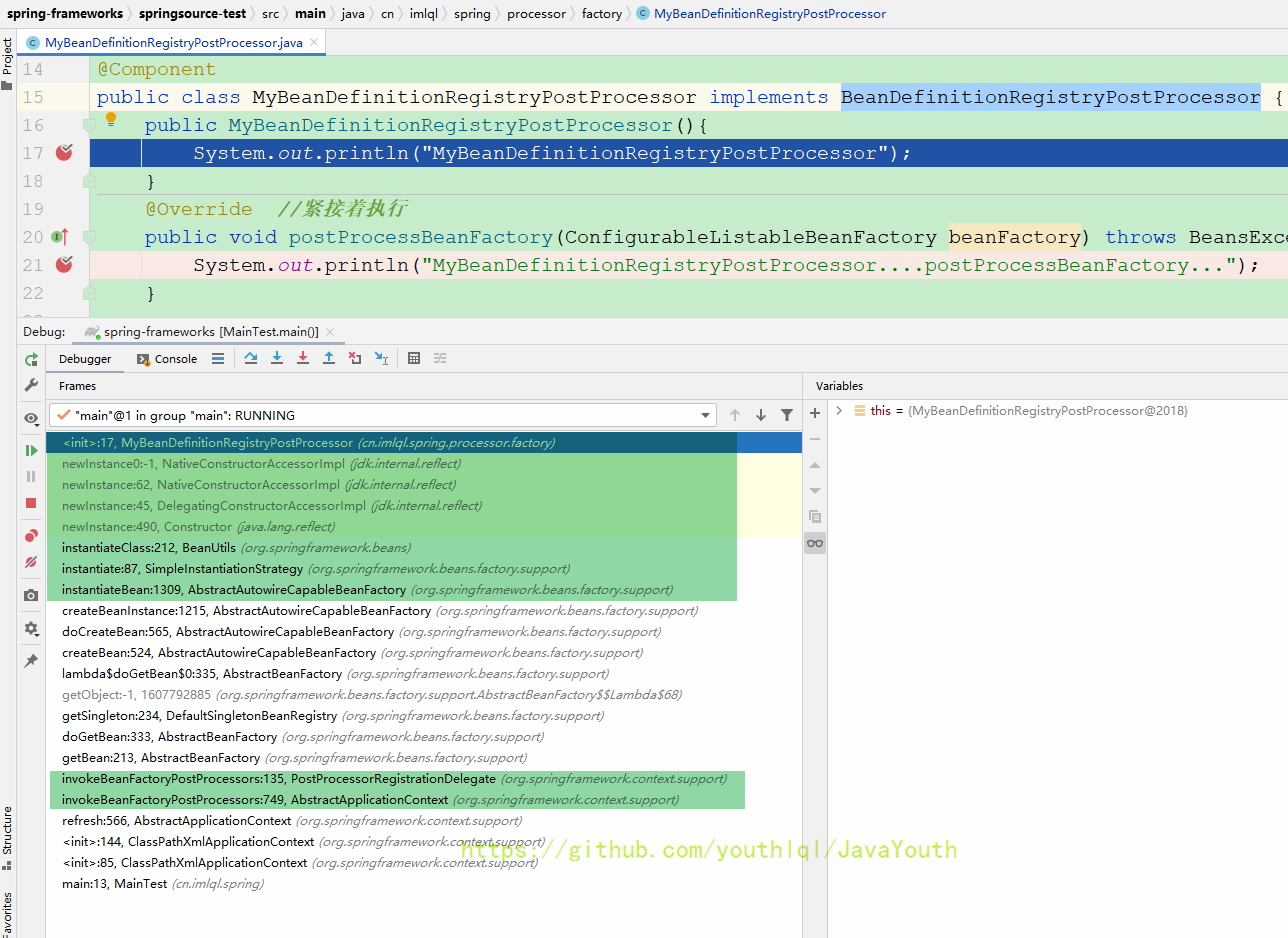 spring-frameworks springsource-test src main java cn imlql spring processor factory C MyBeanDefinitionRegistryPostProcessor
Project
C MyBeanDefinitionRegistryPostProcessor.java
14 @Component
15 public class MyBeanDefinitionRegistryPostProcessor implements BeanDefinitionRegistryPostProcessor {
16 public MyBeanDefinitionRegistryPostProcessor(){
17 System.out.println("MyBeanDefinitionRegistryPostProcessor");
18 }
19 @Override //紧接着执行
20 public void postProcessBeanFactory(ConfigurableListableBeanFactory beanFactory) throws BeansExce
21 System.out.println("MyBeanDefinitionRegistryPostProcessor....postProcessBeanFactory...");
22 }
Debug: spring-frameworks [MainTest.main()]
Debugger Console
Frames
Variables
"main"@1 in group "main": RUNNING
this = {MyBeanDefinitionRegistryPostProcessor@2018}
<init>:17, MyBeanDefinitionRegistryPostProcessor (cn.imlql.spring.processor.factory)
newInstance0:-1, NativeConstructorAccessorImpl (jdk.internal.reflect)
newInstance:62, NativeConstructorAccessorImpl (jdk.internal.reflect)
newInstance:45, DelegatingConstructorAccessorImpl (jdk.internal.reflect)
newInstance:490, Constructor (java.lang.reflect)
instantiateClass:212, BeanUtils (org.springframework.beans)
instantiate:87, SimpleInstantiationStrategy (org.springframework.beans.factory.support)
instantiateBean:1309, AbstractAutowireCapableBeanFactory (org.springframework.beans.factory.support)
createBeanInstance:1215, AbstractAutowireCapableBeanFactory (org.springframework.beans.factory.support)
doCreateBean:565, AbstractAutowireCapableBeanFactory (org.springframework.beans.factory.support)
createBean:524, AbstractAutowireCapableBeanFactory (org.springframework.beans.factory.support)
lambda$doGetBean$0:335, AbstractBeanFactory (org.springframework.beans.factory.support)
getObject:-1, 1607792885 (org.springframework.beans.factory.support.AbstractBeanFactory$$Lambda$68)
getSingleton:234, DefaultSingletonBeanRegistry (org.springframework.beans.factory.support)
doGetBean:333, AbstractBeanFactory (org.springframework.beans.factory.support)
getBean:213, AbstractBeanFactory (org.springframework.beans.factory.support)
invokeBeanFactoryPostProcessors:135, PostProcessorRegistrationDelegate (org.springframework.context.support)
invokeBeanFactoryPostProcessors:749, AbstractApplicationContext (org.springframework.context.support)
refresh:566, AbstractApplicationContext (org.springframework.context.support)
<init>:144, ClassPathXmlApplicationContext (org.springframework.context.support)
<init>:85, ClassPathXmlApplicationContext (org.springframework.context.support)
main:13, MainTest (cn.imlql.spring)
https://github.com/youthlql/JavaYouth
Structure
Favorites